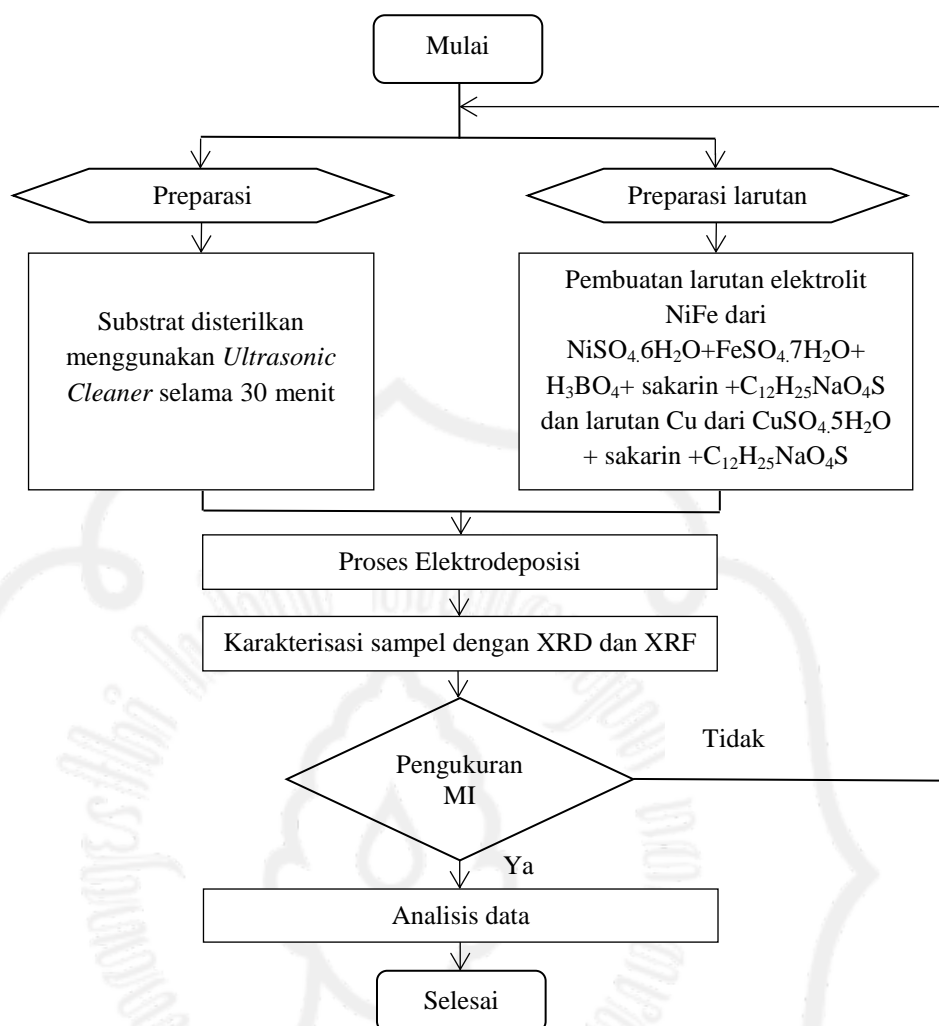 Mulai
Preparasi
Preparasi larutan
Substrat disterilkan
menggunakan Ultrasonic
Cleaner selama 30 menit
Pembuatan larutan elektrolit
NiFe dari
NiSO₄.6H₂O+FeSO₄.7H₂O+
H₃BO₄+ sakarin +C₁₂H₂₅NaO₄S
dan larutan Cu dari CuSO₄.5H₂O
+ sakarin +C₁₂H₂₅NaO₄S
Proses Elektrodeposisi
Karakterisasi sampel dengan XRD dan XRF
Pengukuran
MI
Tidak
Ya
Analisis data
Selesai